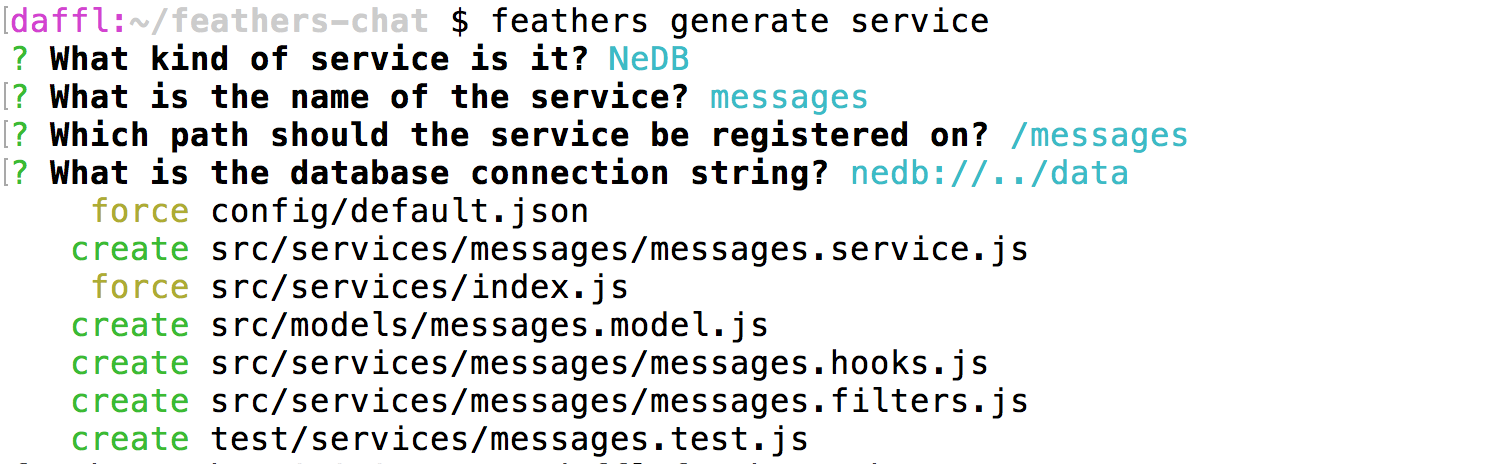 daffl:~/feathers-chat $ feathers generate service
? What kind of service is it? NeDB
? What is the name of the service? messages
? Which path should the service be registered on? /messages
? What is the database connection string? nedb://../data
force config/default.json
create src/services/messages/messages.service.js
force src/services/index.js
create src/models/messages.model.js
create src/services/messages/messages.hooks.js
create src/services/messages/messages.filters.js
create test/services/messages.test.js